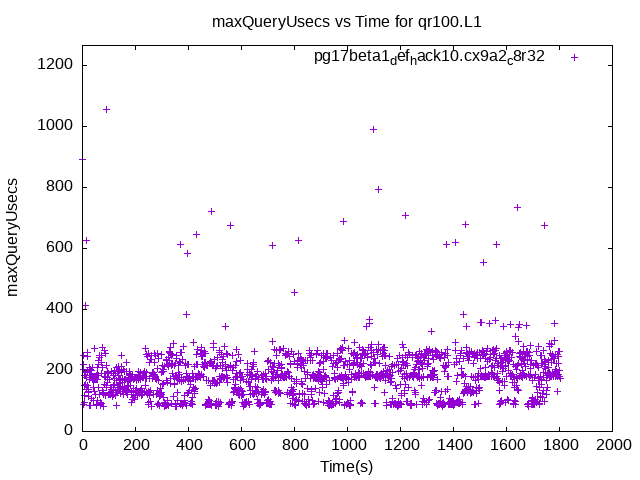 maxQueryUsecs vs Time for qr100.L1
pg17beta1_def_hack10.cx9a2_c8r32
1200
1000
800
600
400
200
0
maxQueryUsecs
0 200 400 600 800 1000 1200 1400 1600 1800 2000
Time(s)